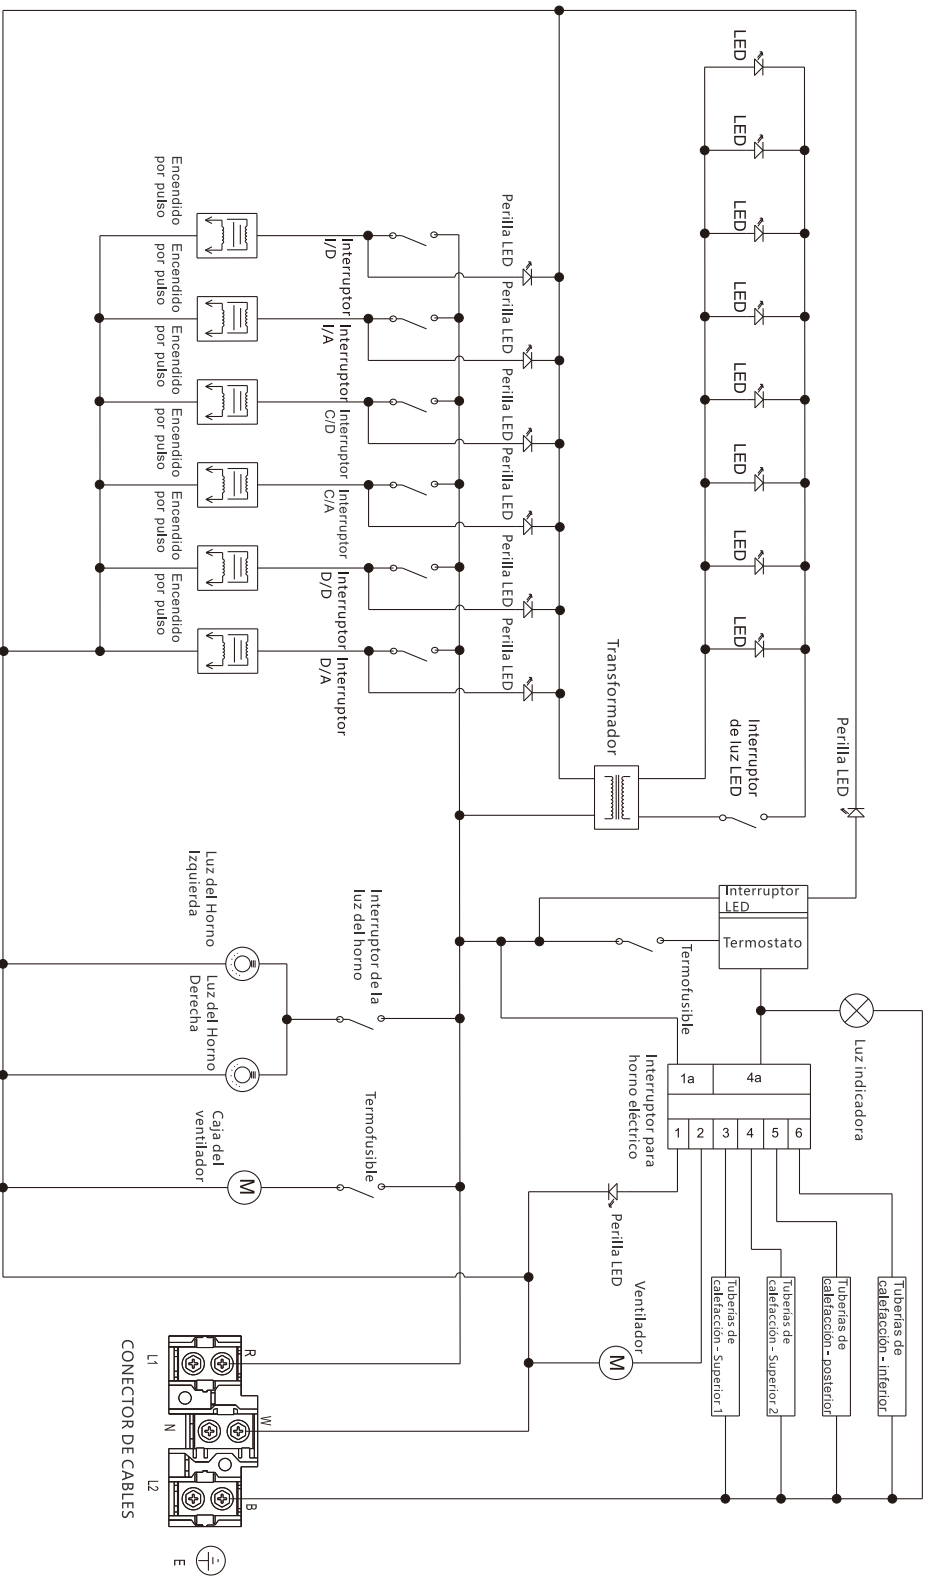 LED
LED
LED
LED
LED
LED
LED
LED
Perilla LED
Perilla LED
Perilla LED
Perilla LED
Perilla LED
Perilla LED
Encendido
por pulso
Encendido
por pulso
Encendido
por pulso
Encendido
por pulso
Encendido
por pulso
Encendido
por pulso
Interruptor
I/D
Interruptor
I/A
Interruptor
C/D
Interruptor
C/A
Interruptor
D/D
Interruptor
D/A
Transformador
Interruptor
de luz LED
Perilla LED
Interruptor
LED
Termostato
Termofusible
Luz indicadora
Luz del Horno
Izquierda
Luz del Horno
Derecha
Interruptor de la
luz del horno
Interruptor para
horno eléctrico
1a
4a
1
2
3
4
5
6
Caja del
ventilador
M
Termofusible
Perilla LED
Ventilador
M
Tuberías de
calefacción - Superior 1
Tuberías de
calefacción - Superior 2
Tuberías de
calefacción - posterior
Tuberías de
calefacción - inferior
R
L1
W
N
B
L2
CONECTOR DE CABLES
E